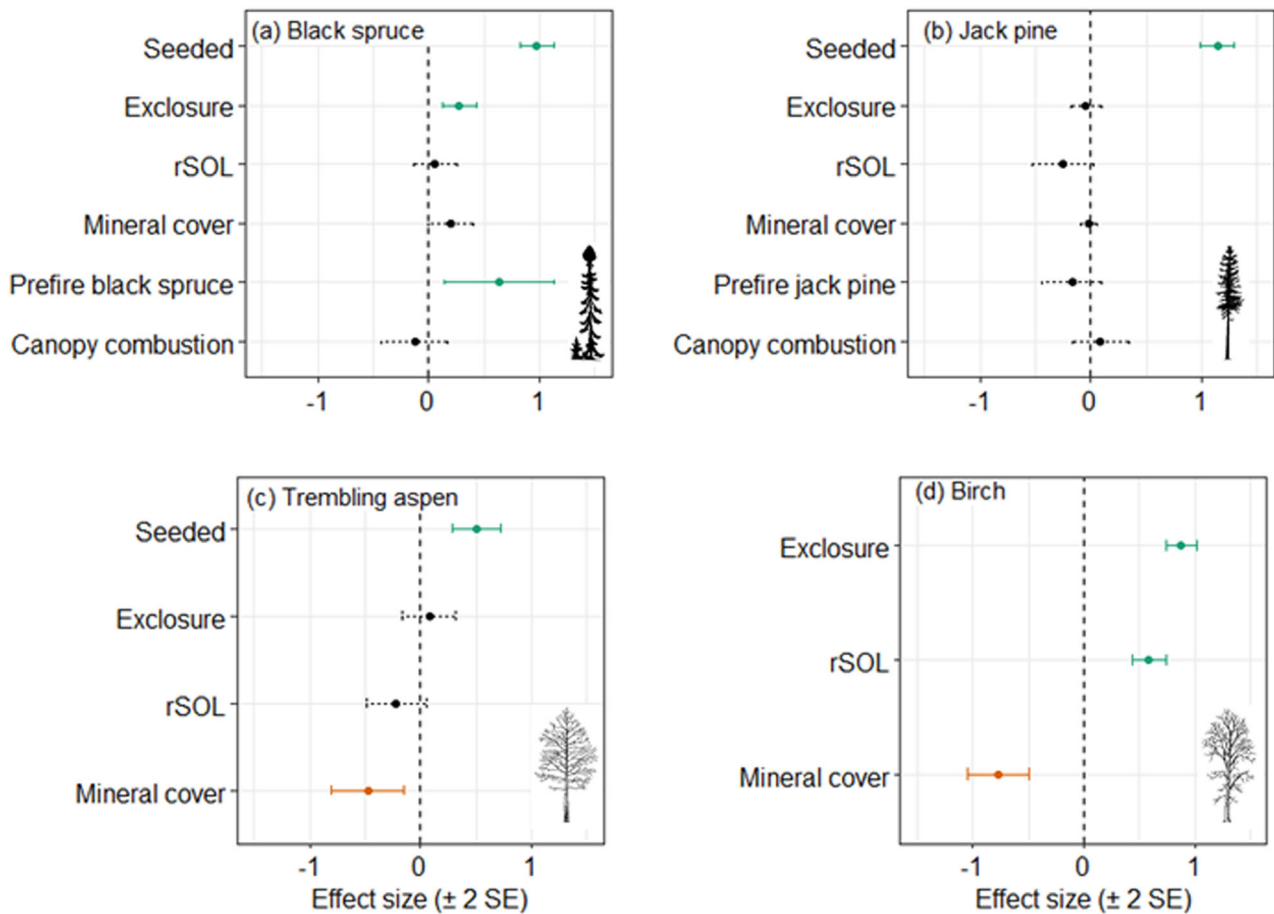 (a) Black spruce
Seeded
Exclosure
rSOL
Mineral cover
Prefire black spruce
Canopy combustion
-1 0 1
(b) Jack pine
Seeded
Exclosure
rSOL
Mineral cover
Prefire jack pine
Canopy combustion
-1 0 1
(c) Trembling aspen
Seeded
Exclosure
rSOL
Mineral cover
-1 0 1
Effect size (± 2 SE)
(d) Birch
Exclosure
rSOL
Mineral cover
-1 0 1
Effect size (± 2 SE)